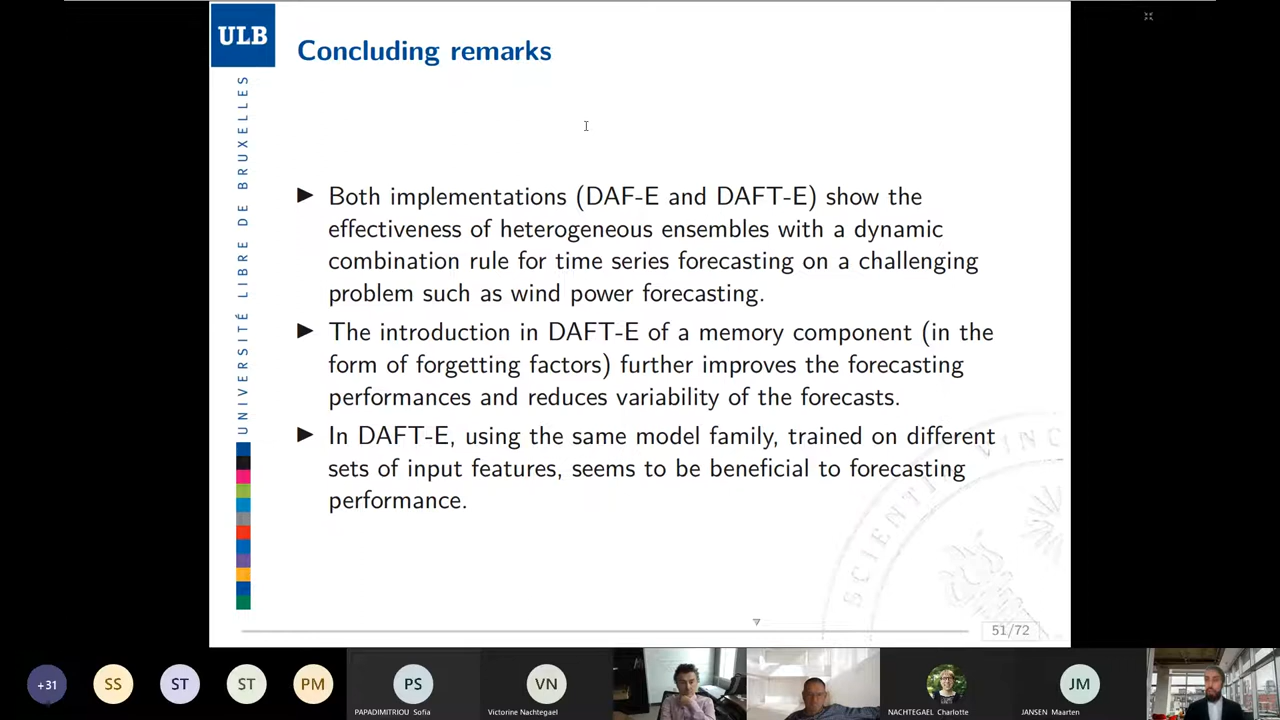 ULB
Concluding remarks
UNIVERSITÉ LIBRE DE BRUXELLES
► Both implementations (DAF-E and DAFT-E) show the
effectiveness of heterogeneous ensembles with a dynamic
combination rule for time series forecasting on a challenging
problem such as wind power forecasting.
► The introduction in DAFT-E of a memory component (in the
form of forgetting factors) further improves the forecasting
performances and reduces variability of the forecasts.
► In DAFT-E, using the same model family, trained on different
sets of input features, seems to be beneficial to forecasting
performance.
SCIENTIA VINC
51/72
+31
SS
ST
ST
PM
PS
PAPADIMITRIOU Sofia
VN
Victorine Nachtegael
NACHTEGAEL Charlotte
JM
JANSEN Maarten